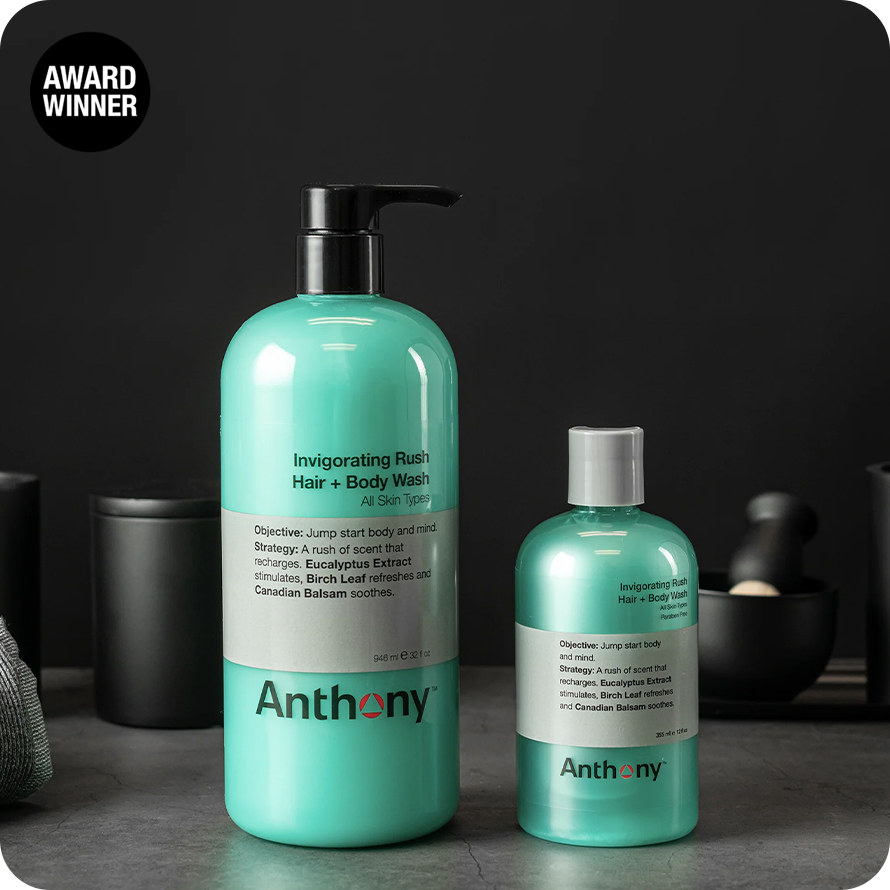 AWARD
WINNER
Invigorating Rush
Hair + Body Wash
All Skin Types
Objective: Jump start body and mind.
Strategy: A rush of scent that
recharges. Eucalyptus Extract
stimulates, Birch Leaf refreshes and
Canadian Balsam soothes.
946 ml e 32 fl oz
Anthony™
Invigorating Rush
Hair + Body Wash
All Skin Types
Paraben Free
Objective: Jump start body
and mind.
Strategy: A rush of scent that
recharges. Eucalyptus Extract
stimulates, Birch Leaf refreshes
and Canadian Balsam soothes.
355 ml e 12 fl oz
Anthony™